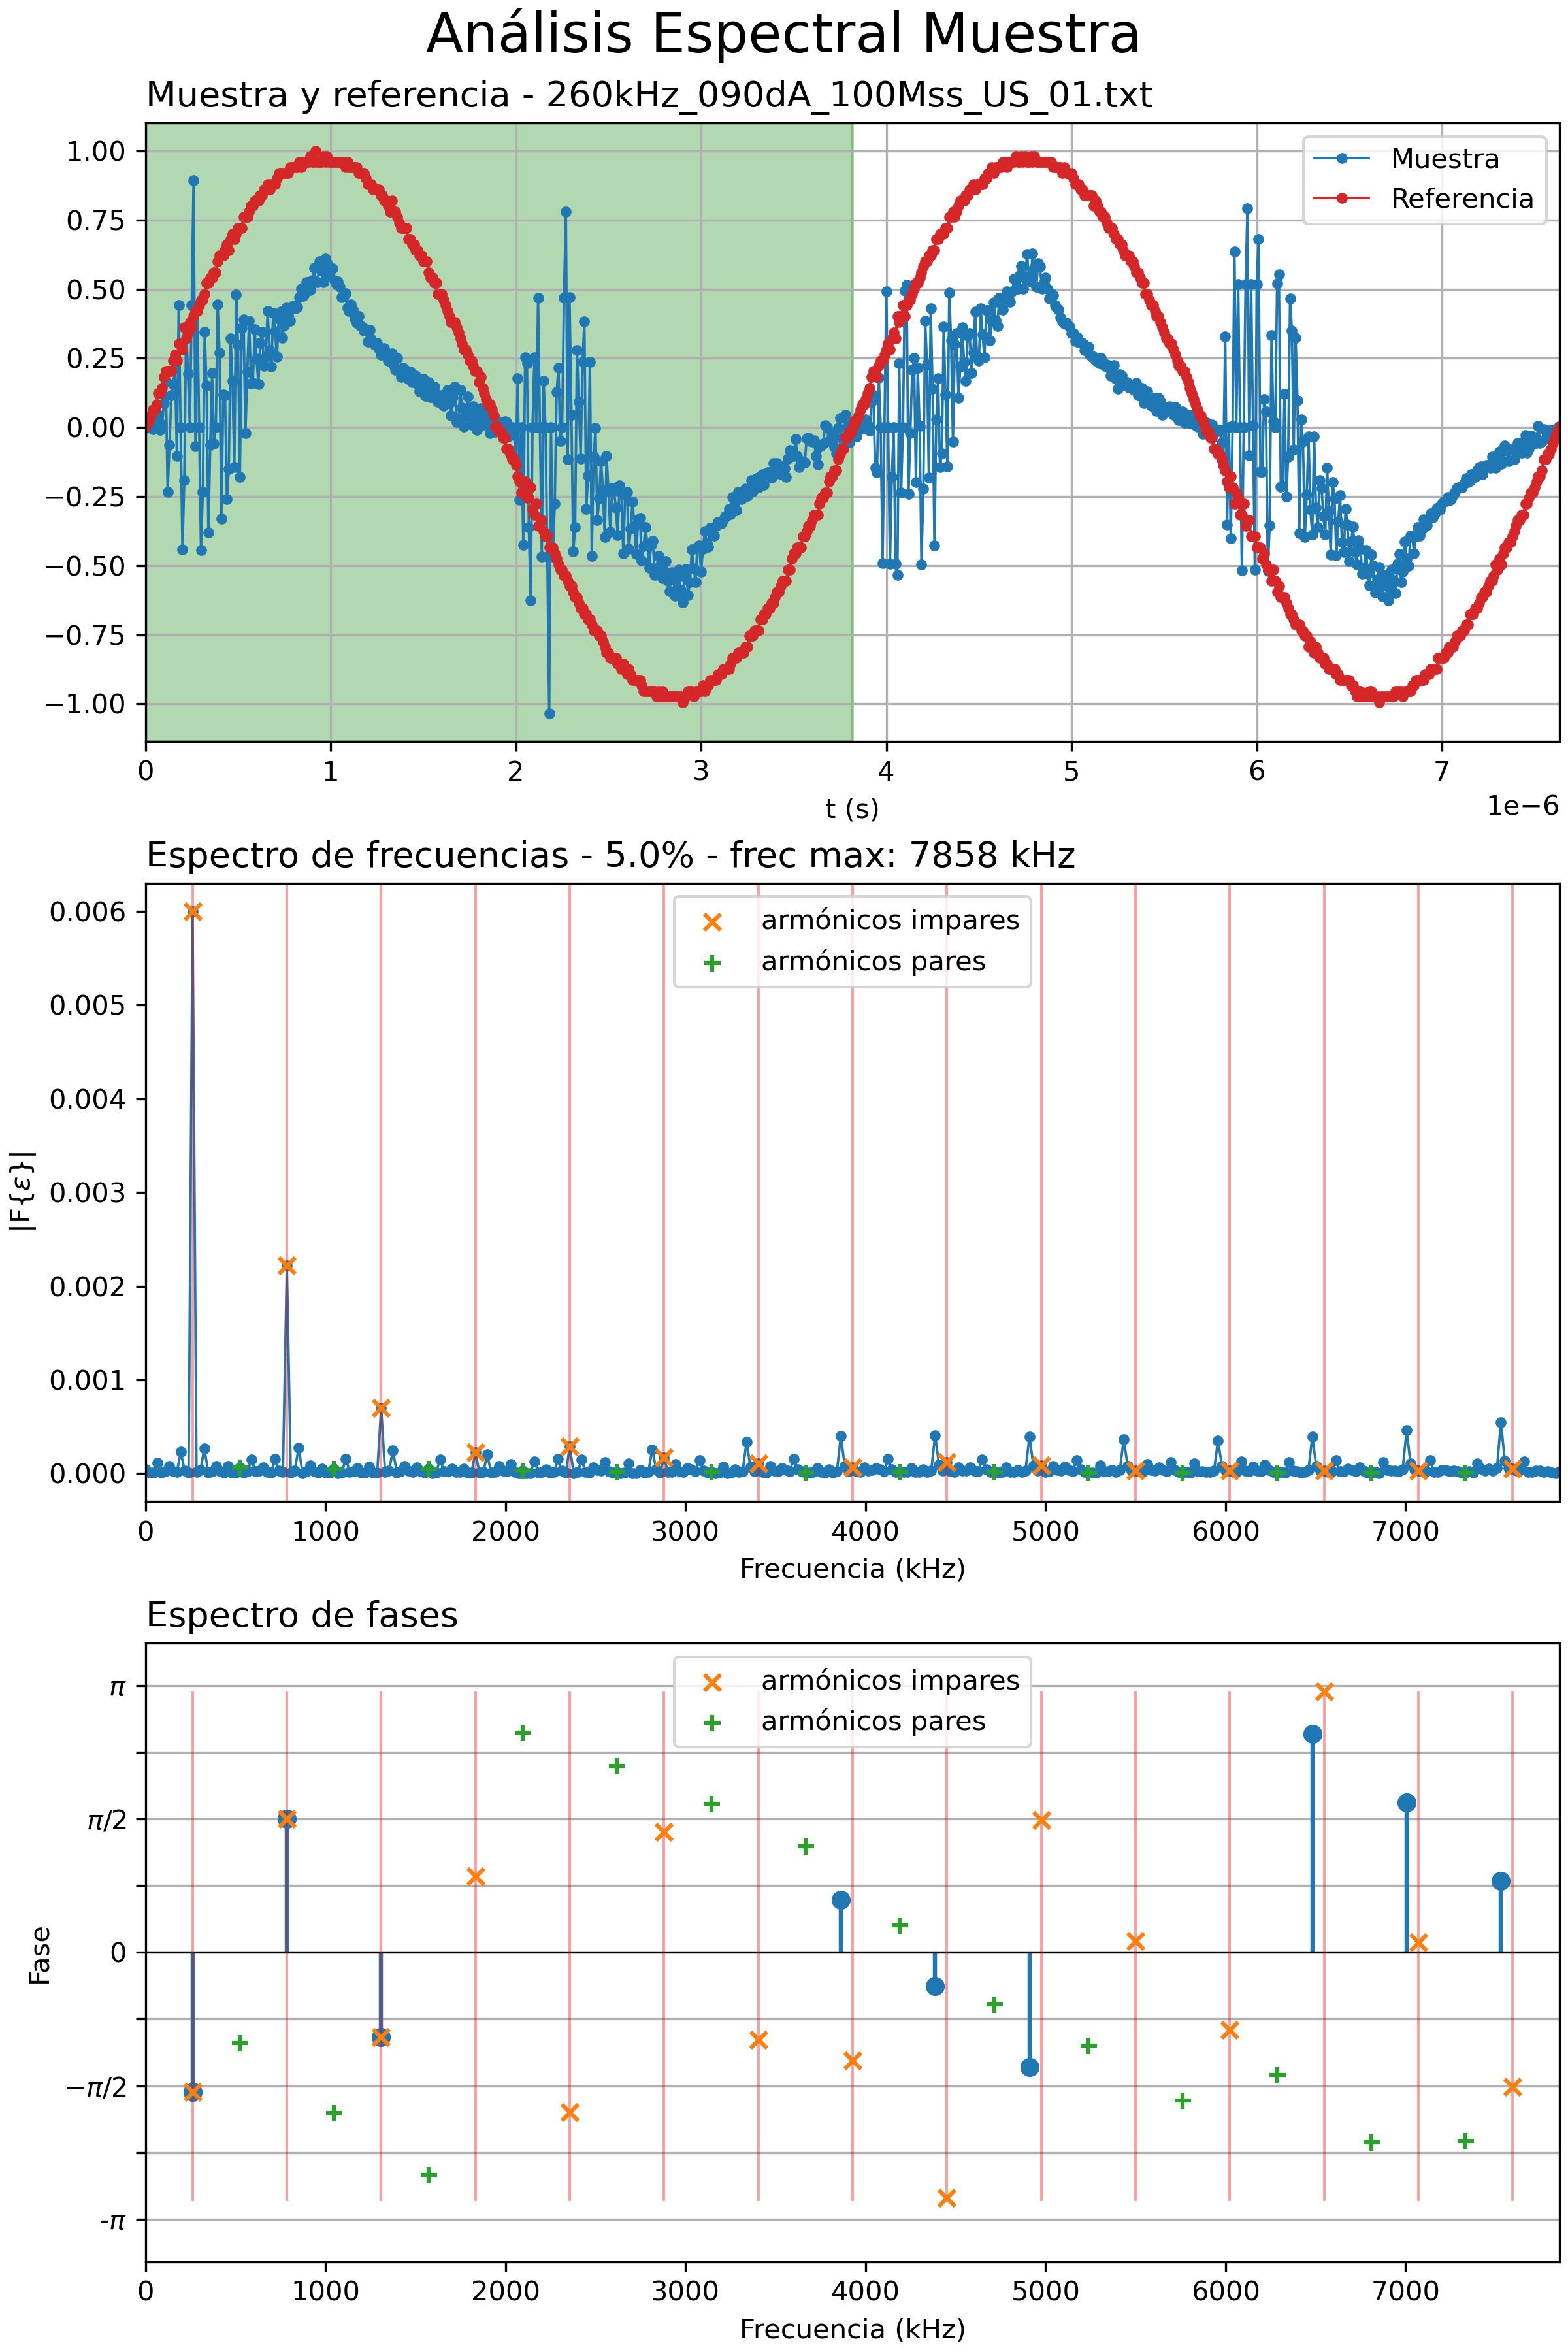 Análisis Espectral Muestra
Muestra y referencia - 260kHz_090dA_100Mss_US_01.txt
Muestra
Referencia
1.00
0.75
0.50
0.25
0.00
−0.25
−0.50
−0.75
−1.00
0 1 2 3 4 5 6 7
t (s)
1e−6
Espectro de frecuencias - 5.0% - frec max: 7858 kHz
armónicos impares
armónicos pares
0.006
0.005
0.004
0.003
0.002
0.001
0.000
|F{ε}|
0 1000 2000 3000 4000 5000 6000 7000
Frecuencia (kHz)
Espectro de fases
armónicos impares
armónicos pares
π
π/2
0
−π/2
-π
Fase
0 1000 2000 3000 4000 5000 6000 7000
Frecuencia (kHz)